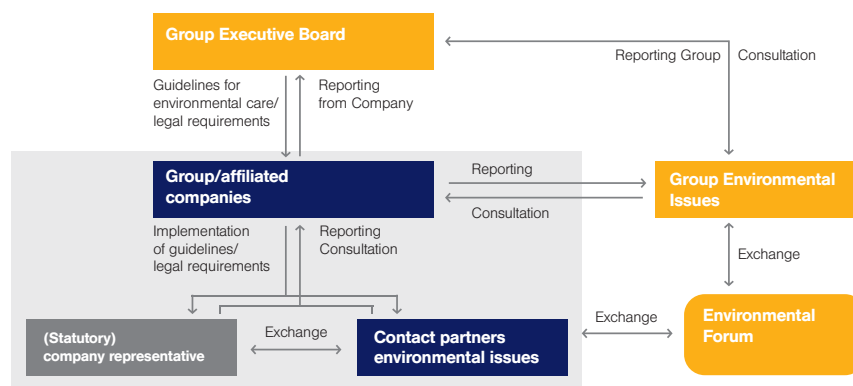 Group Executive Board
Reporting Group
Consultation
Guidelines for
environmental care/
legal requirements
Reporting
from Company
Group/affiliated
companies
Reporting
Consultation
Group Environmental
Issues
Implementation
of guidelines/
legal requirements
Reporting
Consultation
Exchange
(Statutory)
company representative
Exchange
Contact partners
environmental issues
Exchange
Environmental
Forum